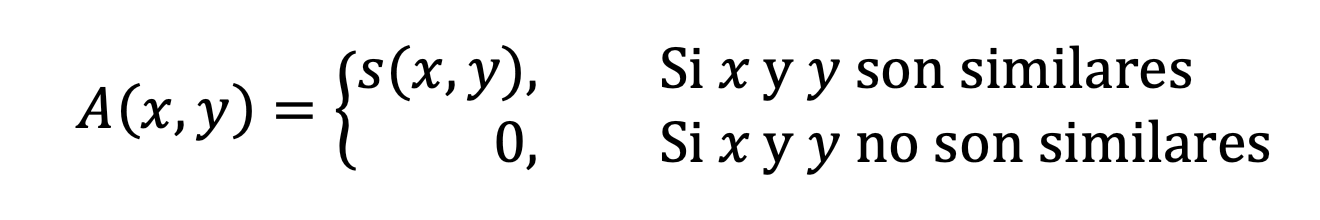 A(x, y) = { s(x, y), Si x y y son similares
0, Si x y y no son similares